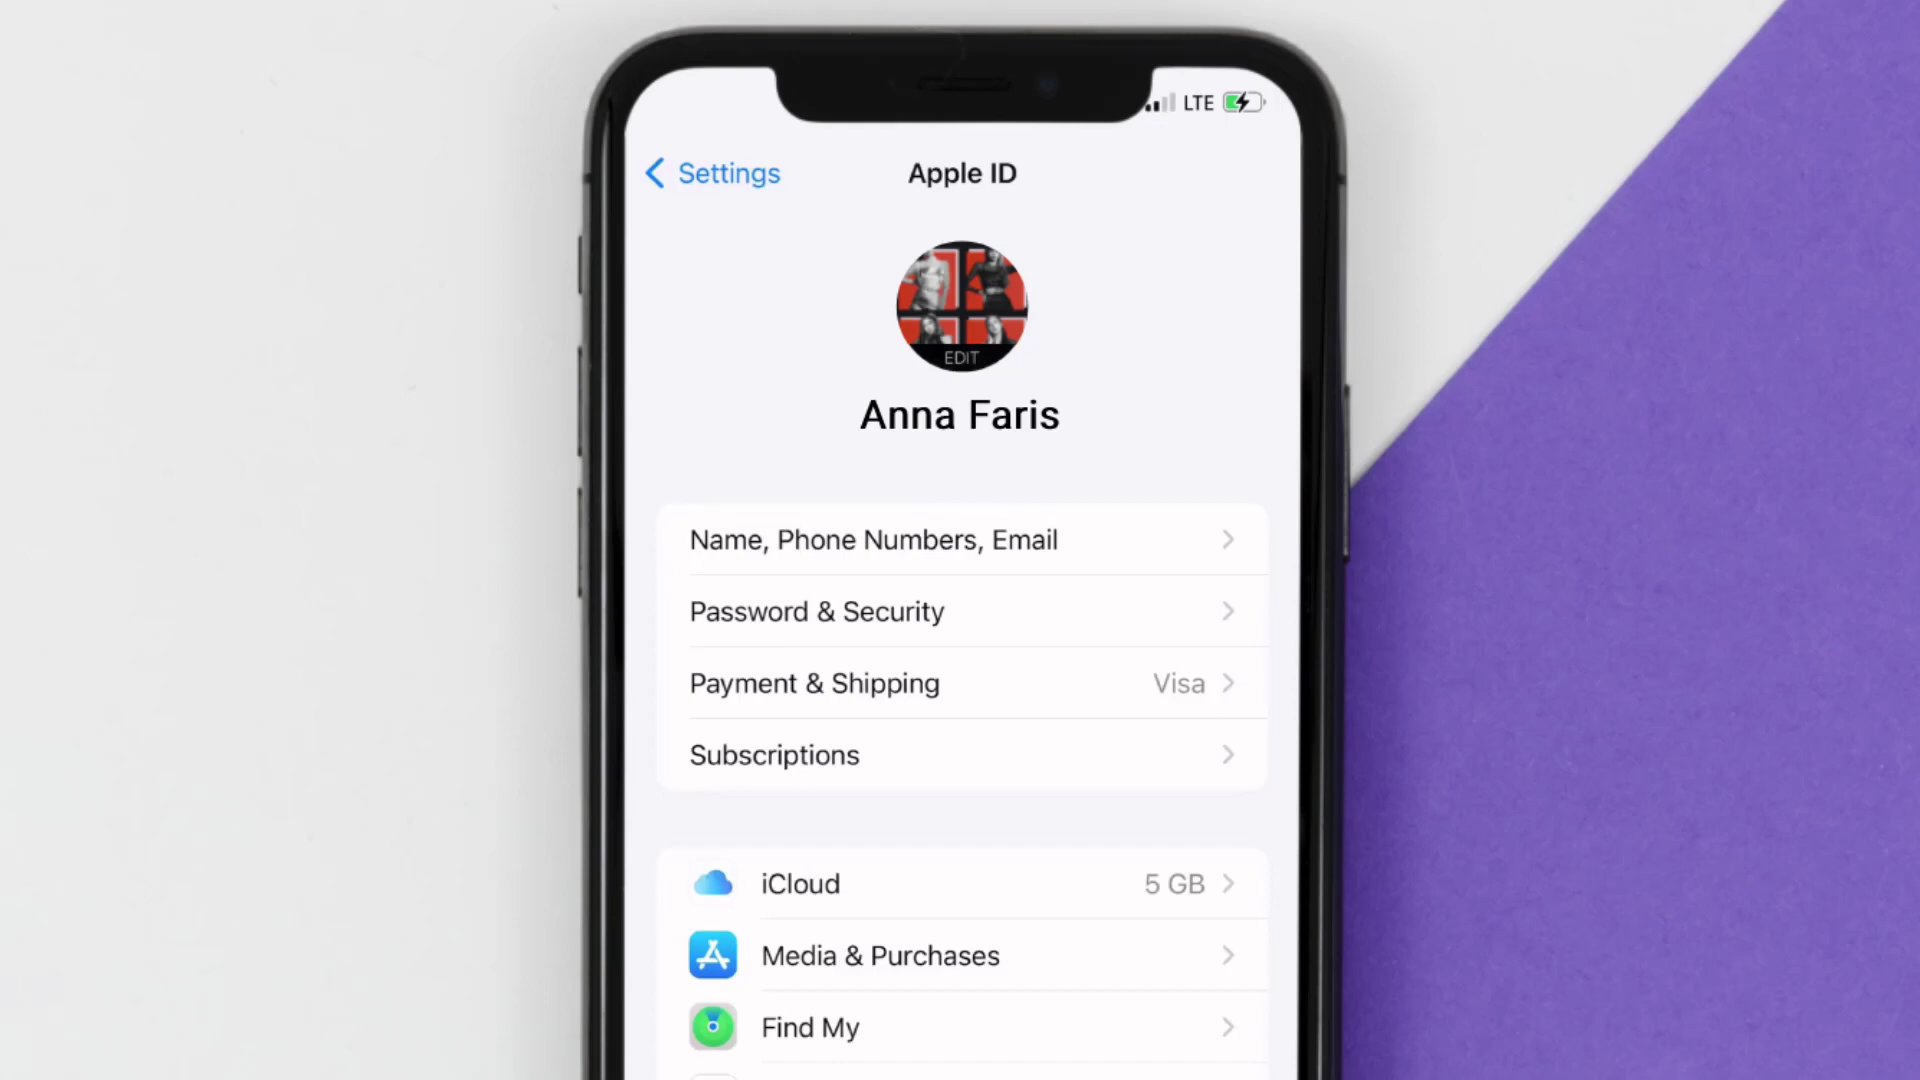 LTE
Settings
Apple ID
EDIT
Anna Faris
Name, Phone Numbers, Email
Password & Security
Payment & Shipping Visa
Subscriptions
iCloud 5 GB
Media & Purchases
Find My